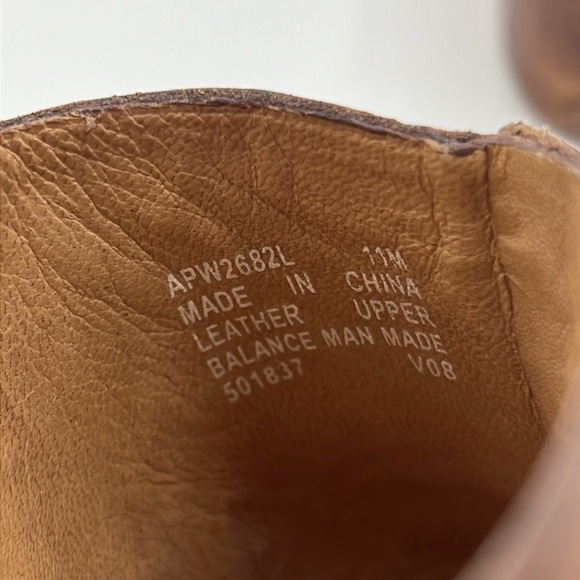 APW2682L 11M
MADE IN CHINA
LEATHER UPPER
BALANCE MAN MADE
501837 V08